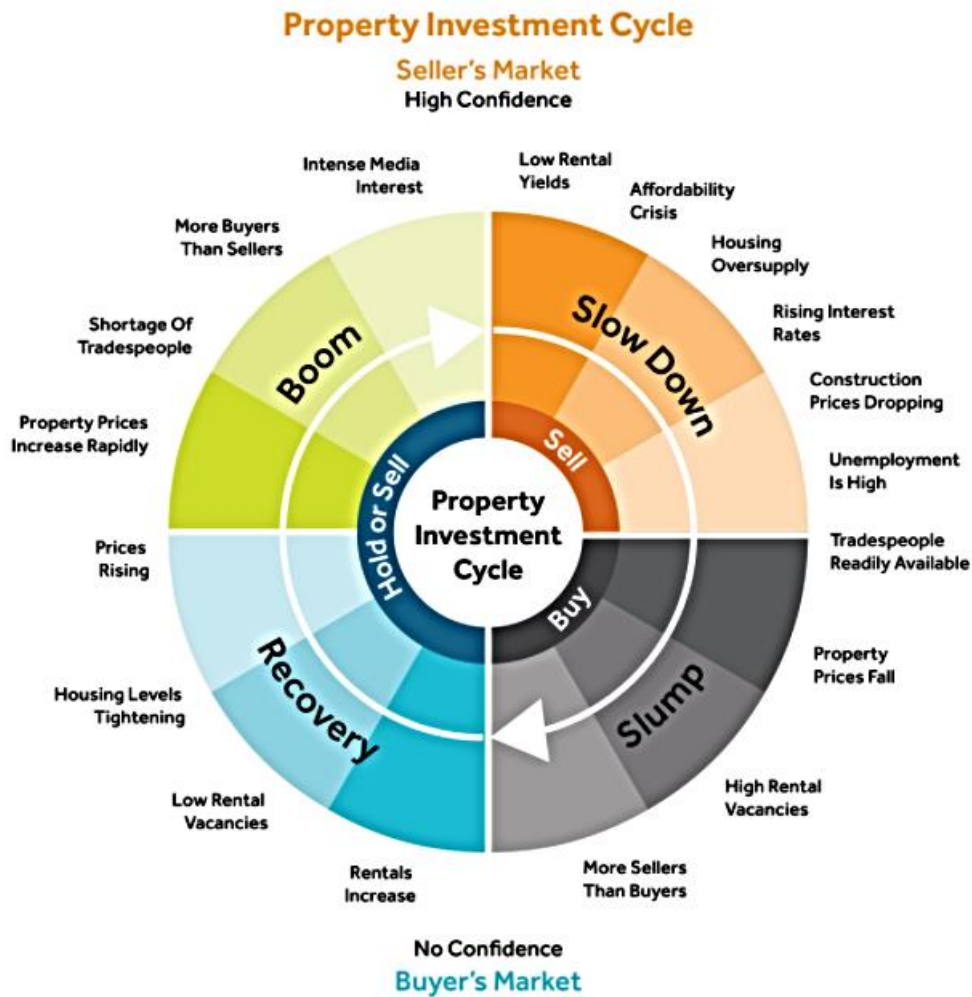 Property Investment Cycle
Seller's Market
High Confidence
Intense Media
Interest
Low Rental
Yields
Affordability
Crisis
More Buyers
Than Sellers
Housing
Oversupply
Shortage Of
Tradespeople
Rising Interest
Rates
Boom
Slow Down
Construction
Prices Dropping
Property Prices
Increase Rapidly
Unemployment
Is High
Hold or Sell
Sell
Property
Investment
Cycle
Prices
Rising
Tradespeople
Readily Available
Buy
Recovery
Slump
Property
Prices Fall
Housing Levels
Tightening
Low Rental
Vacancies
High Rental
Vacancies
Rentals
Increase
More Sellers
Than Buyers
No Confidence
Buyer's Market